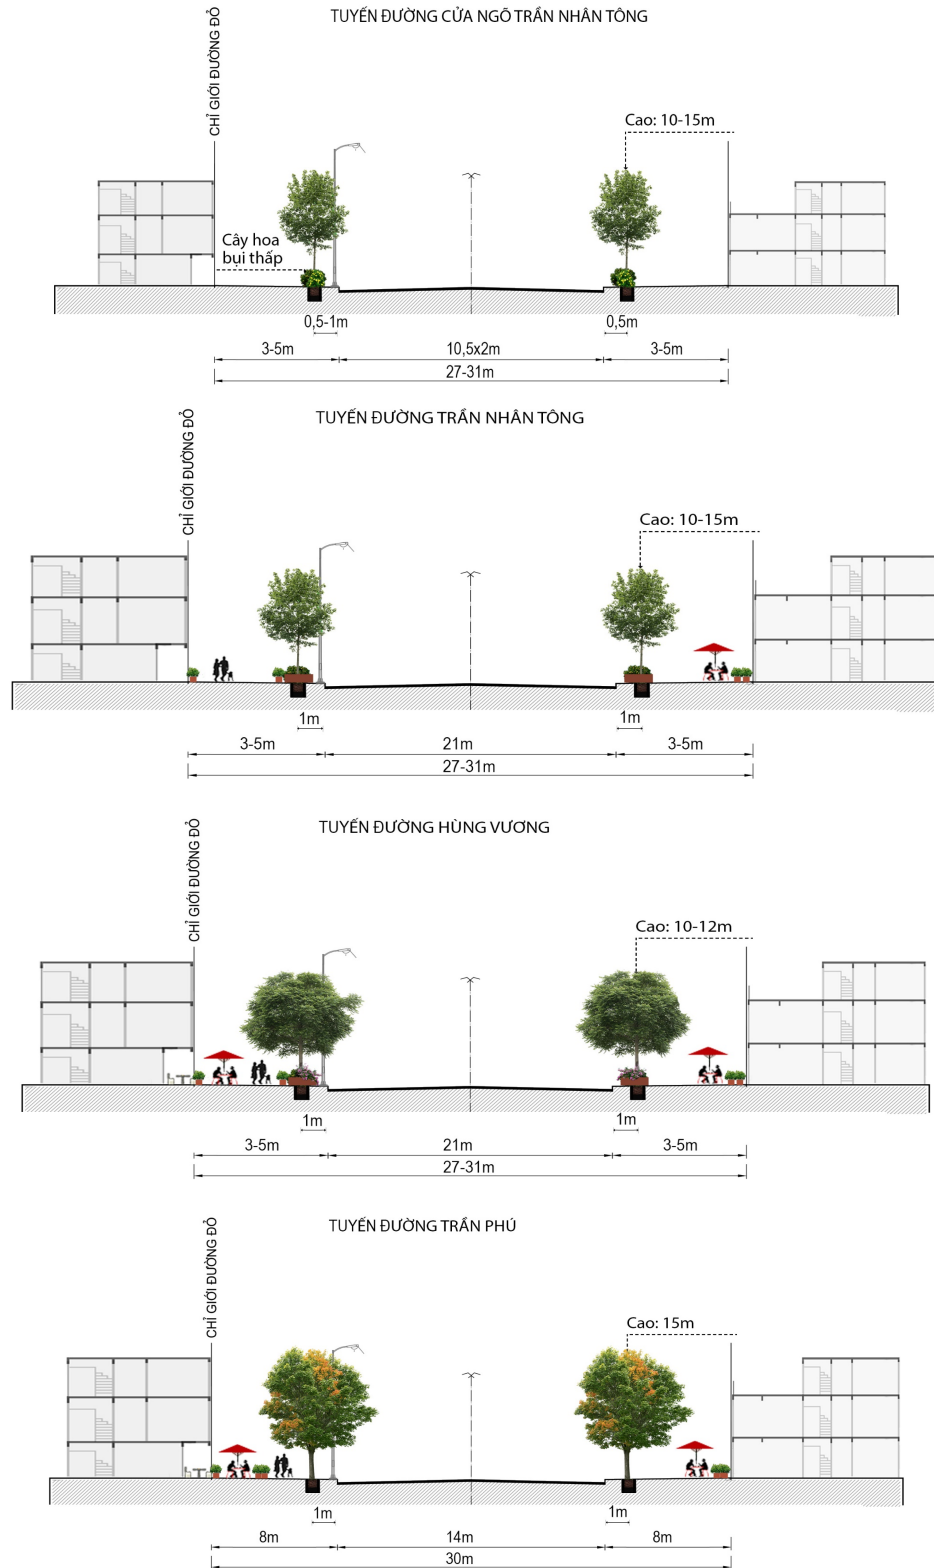 TUYẾN ĐƯỜNG CỬA NGÕ TRẦN NHÂN TÔNG
CHỈ GIỚI ĐƯỜNG ĐỎ
Cao: 10-15m
Cây hoa
bụi thấp
0,5-1m
0,5m
3-5m
10,5x2m
3-5m
27-31m
TUYẾN ĐƯỜNG TRẦN NHÂN TÔNG
CHỈ GIỚI ĐƯỜNG ĐỎ
Cao: 10-15m
1m
1m
3-5m
21m
3-5m
27-31m
TUYẾN ĐƯỜNG HÙNG VƯƠNG
CHỈ GIỚI ĐƯỜNG ĐỎ
Cao: 10-12m
1m
1m
3-5m
21m
3-5m
27-31m
TUYẾN ĐƯỜNG TRẦN PHÚ
CHỈ GIỚI ĐƯỜNG ĐỎ
Cao: 15m
1m
1m
8m
14m
8m
30m